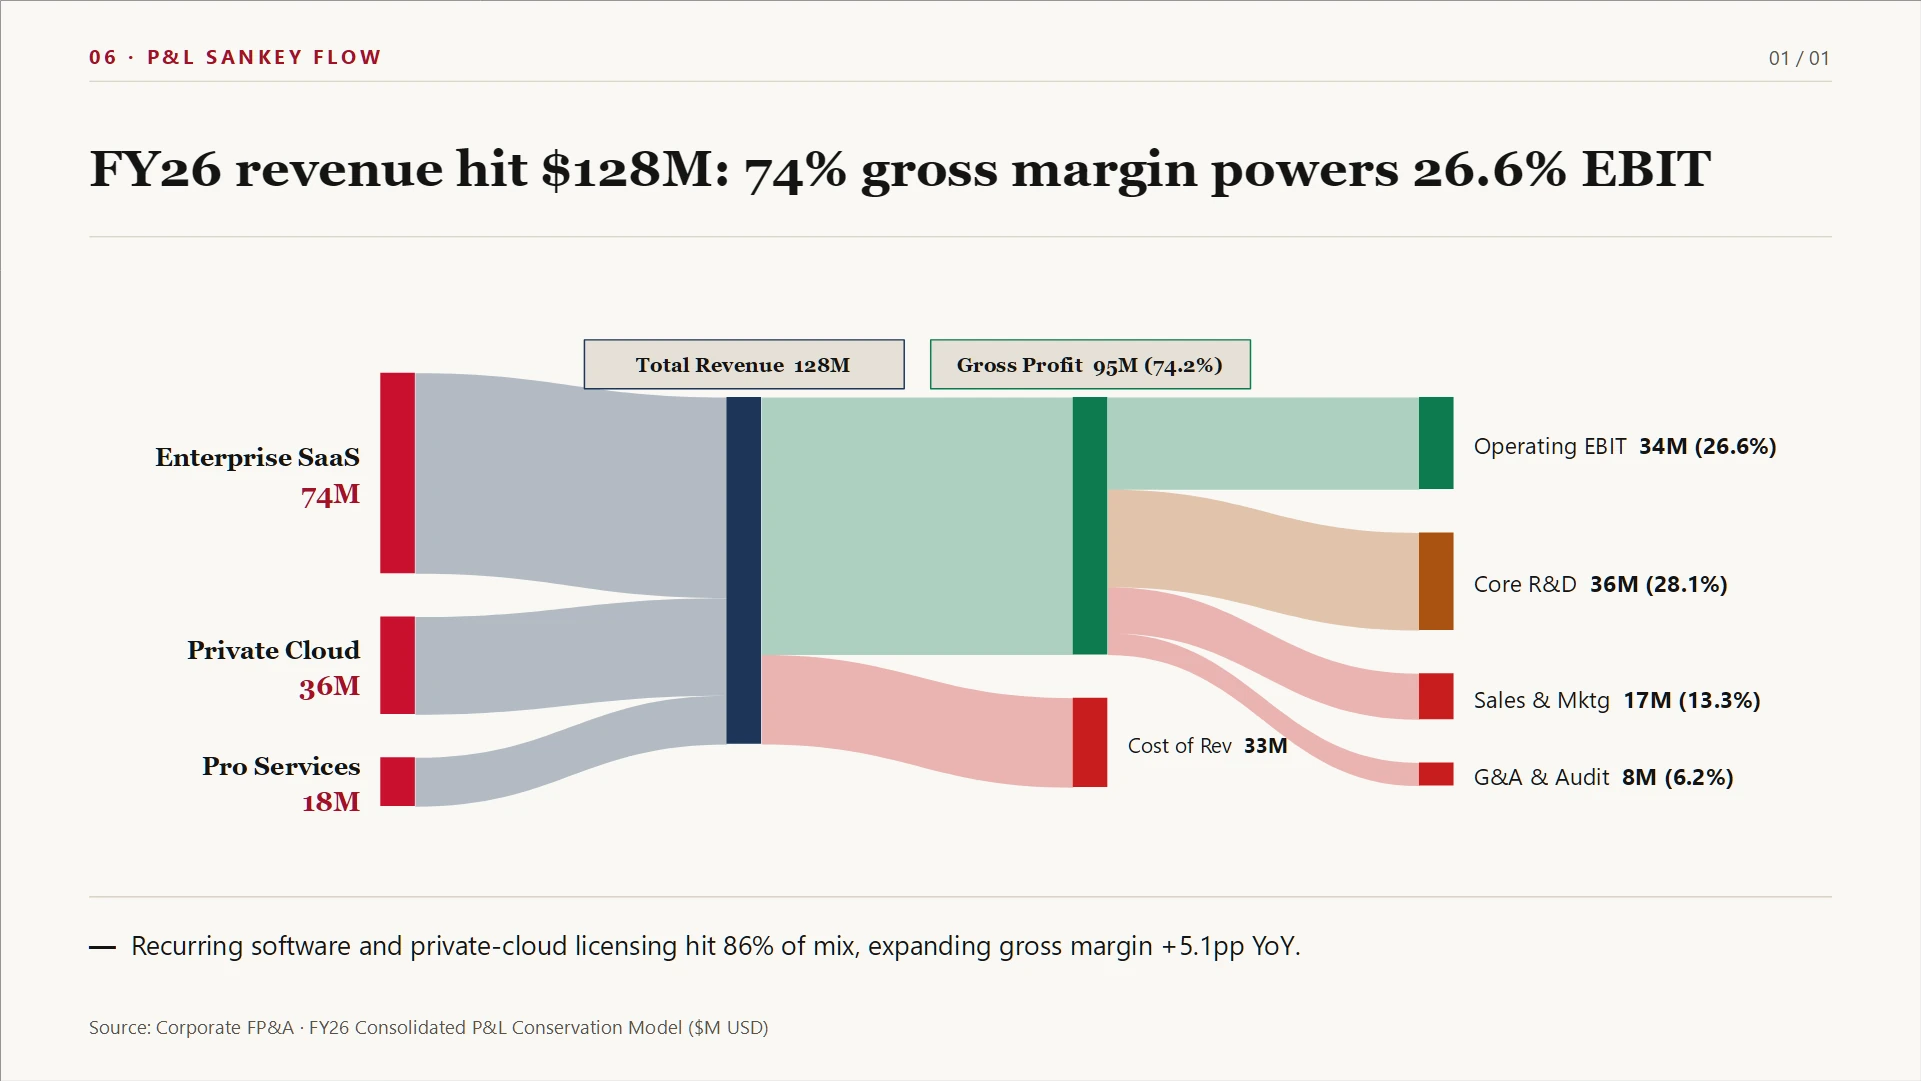 06 · P&L SANKEY FLOW
01 / 01
FY26 revenue hit $128M: 74% gross margin powers 26.6% EBIT
Total Revenue 128M
Gross Profit 95M (74.2%)
Enterprise SaaS
74M
Private Cloud
36M
Pro Services
18M
Cost of Rev 33M
Operating EBIT 34M (26.6%)
Core R&D 36M (28.1%)
Sales & Mktg 17M (13.3%)
G&A & Audit 8M (6.2%)
— Recurring software and private-cloud licensing hit 86% of mix, expanding gross margin +5.1pp YoY.
Source: Corporate FP&A · FY26 Consolidated P&L Conservation Model ($M USD)